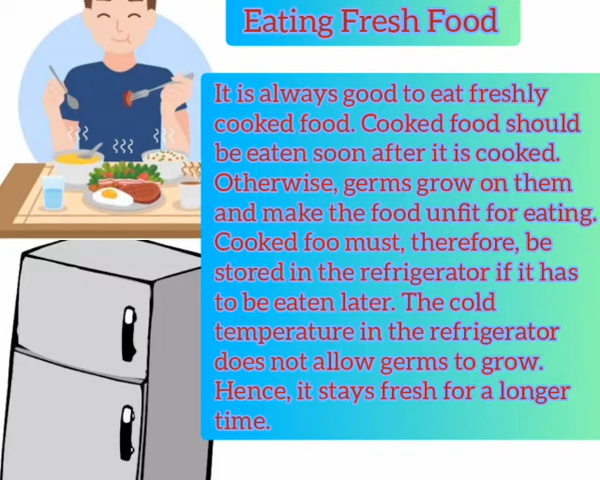 Eating Fresh Food
It is always good to eat freshly
cooked food. Cooked food should
be eaten soon after it is cooked.
Otherwise, germs grow on them
and make the food unfit for eating.
Cooked foo must, therefore, be
stored in the refrigerator if it has
to be eaten later. The cold
temperature in the refrigerator
does not allow germs to grow.
Hence, it stays fresh for a longer
time.